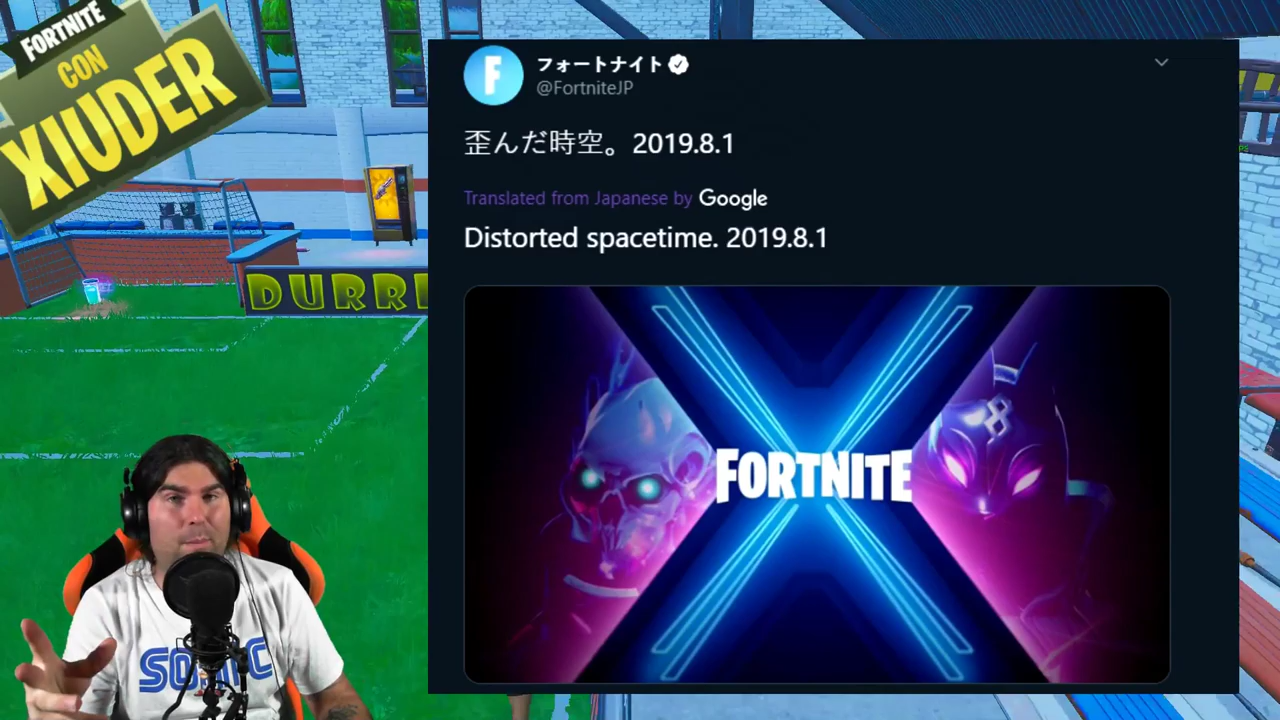 FORTNITE
CON
XIUDER
フォートナイト
@FortniteJP
歪んだ時空。2019.8.1
Translated from Japanese by Google
Distorted spacetime. 2019.8.1
FORTNITE
DURR
SONIC